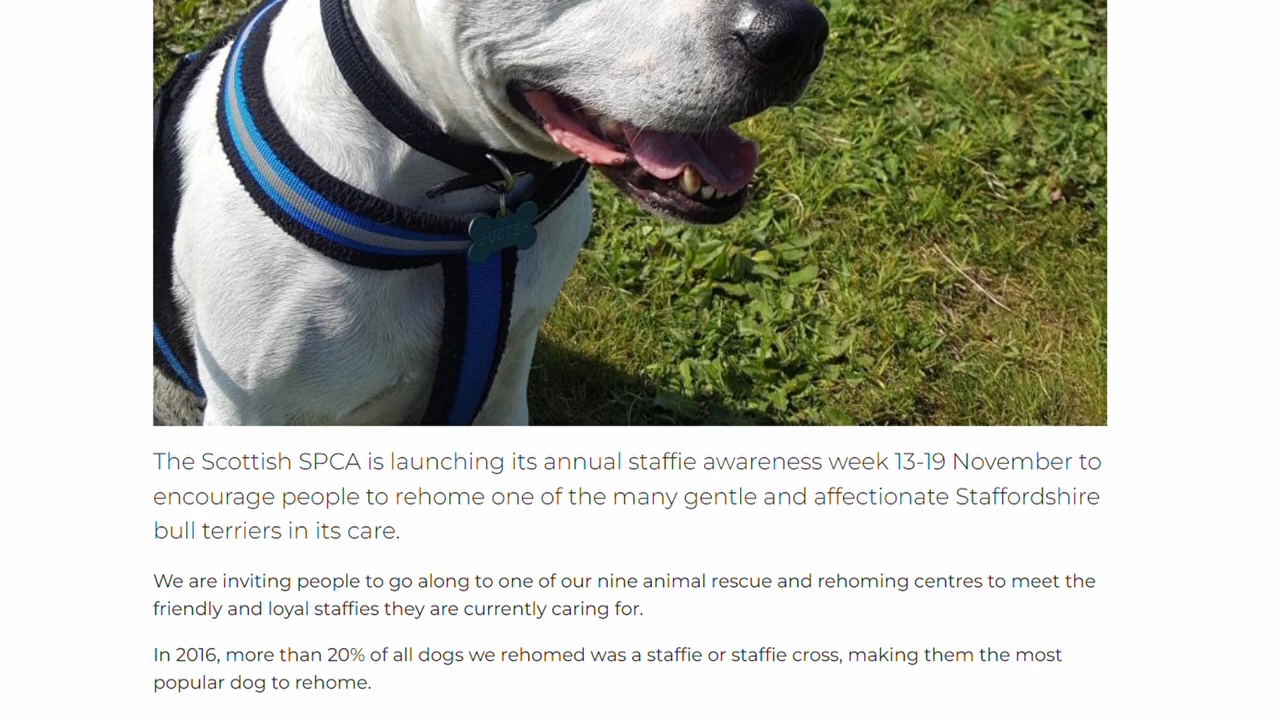 The Scottish SPCA is launching its annual staffie awareness week 13-19 November to
encourage people to rehome one of the many gentle and affectionate Staffordshire
bull terriers in its care.
We are inviting people to go along to one of our nine animal rescue and rehoming centres to meet the
friendly and loyal staffies they are currently caring for.
In 2016, more than 20% of all dogs we rehomed was a staffie or staffie cross, making them the most
popular dog to rehome.